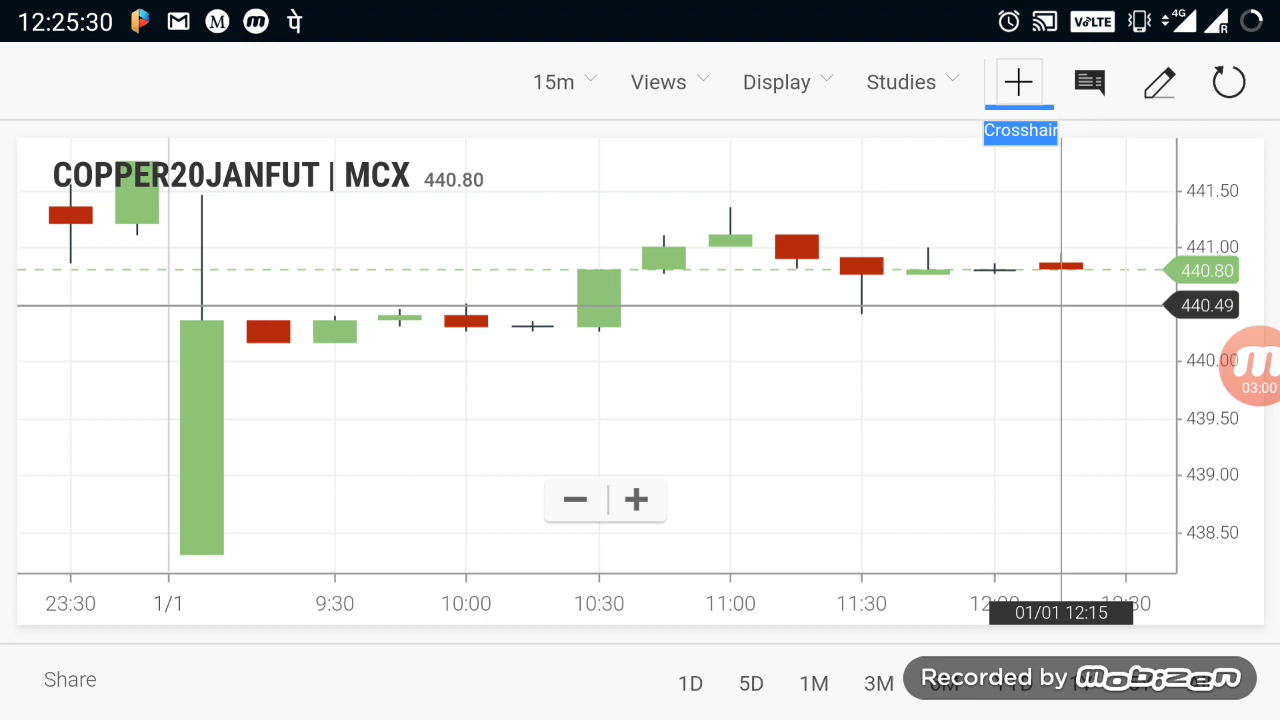 12:25:30 M m पे VoLTE 4G R
15m Views Display Studies
Crosshair
COPPER20JANFUT | MCX 440.80
441.50
441.00
440.80
440.49
440.00
03:00
439.50
439.00
438.50
23:30 1/1 9:30 10:00 10:30 11:00 11:30
01/01 12:15
Share 1D 5D 1M 3M
Recorded by mobizen